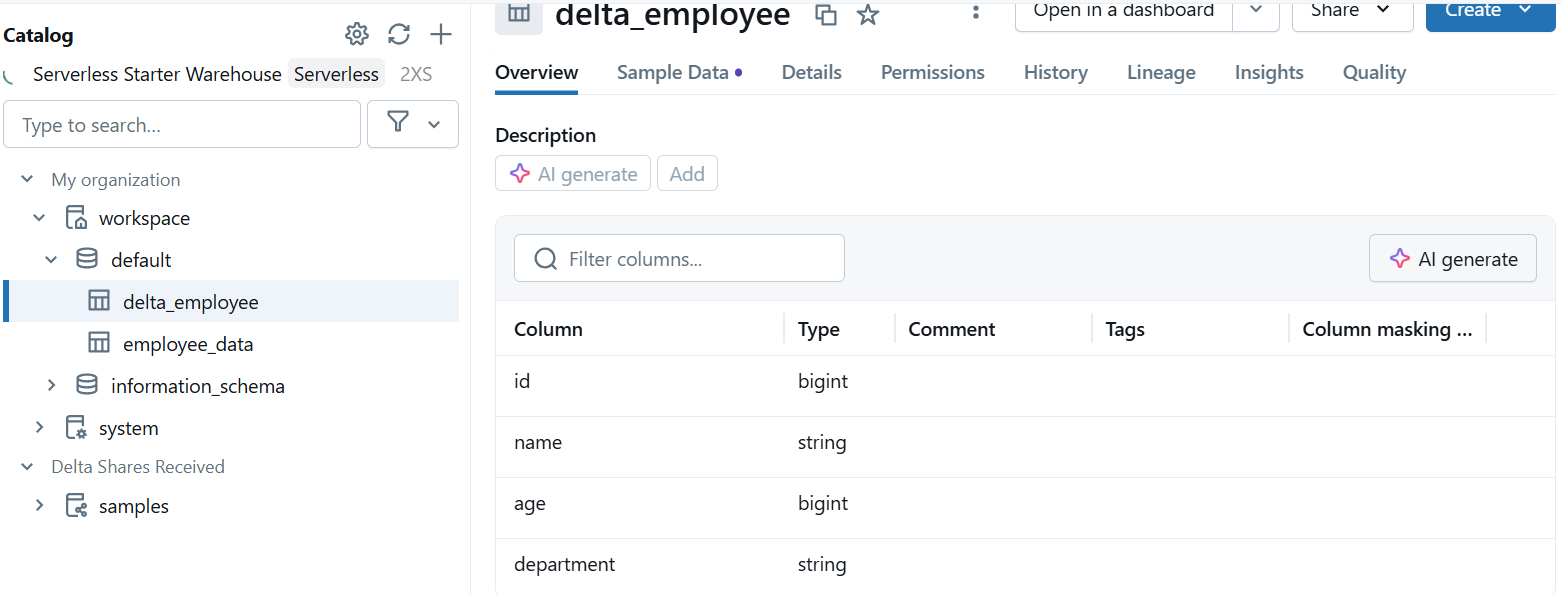 Catalog
Serverless Starter Warehouse Serverless 2XS
Type to search...
My organization
workspace
default
delta_employee
employee_data
information_schema
system
Delta Shares Received
samples
delta_employee
Open in a dashboard
Share
Create
Overview Sample Data Details Permissions History Lineage Insights Quality
Description
AI generate Add
Filter columns... AI generate
Column Type Comment Tags Column masking ...
id bigint
name string
age bigint
department string